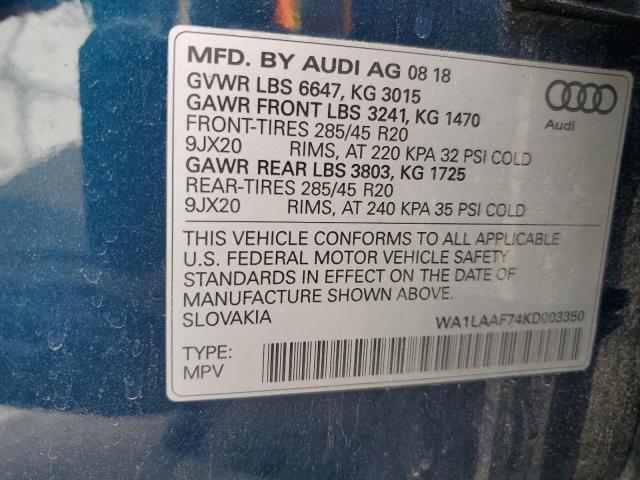 MFD. BY AUDI AG 08 18
GVWR LBS 6647, KG 3015
GAWR FRONT LBS 3241, KG 1470
FRONT-TIRES 285/45 R20
9JX20 RIMS, AT 220 KPA 32 PSI COLD
GAWR REAR LBS 3803, KG 1725
REAR-TIRES 285/45 R20
9JX20 RIMS, AT 240 KPA 35 PSI COLD
Audi
THIS VEHICLE CONFORMS TO ALL APPLICABLE
U.S. FEDERAL MOTOR VEHICLE SAFETY
STANDARDS IN EFFECT ON THE DATE OF
MANUFACTURE SHOWN ABOVE.
SLOVAKIA WA1LAAF74KD003350
TYPE:
MPV